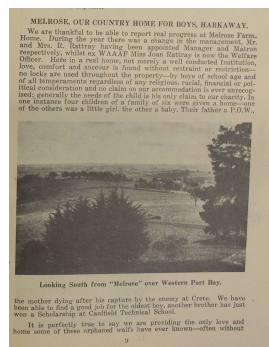 MELROSE, OUR COUNTRY HOME FOR BOYS, HARKAWAY.
We are thankful to be able to report real progress at Melrose Farm,
Home. During the year there was a change in the management, Mr.
and Mrs. R. Rattray having been appointed Manager and Matron
respectively, whilst ex WAAAF Miss Joan Rattray is now the Welfare
Officer. Here in a real home, not merely a well conducted Institution,
love, comfort and succour is found without restraint or restriction—
no locks are used throughout the property—by boys of school age and
of all temperaments regardless of any religious, racial, financial or pol-
itical consideration and no claim on our accommodation is ever unrecog-
ised; generally the needs of the child is his only claim to our charity. In
one instance four children of a family of six were given a home—one
of the others was a little girl, the other a baby. Their father a P.O.W.,
Looking South from "Melrose" over Western Port Bay.
the mother dying after his capture by the enemy at Crete. We have
been able to find a good job for the oldest boy, another brother has just
won a Scholarship at Caulfield Technical School.
It is perfectly true to say we are providing the only love and
home some of these orphaned waifs have ever known—often without
9